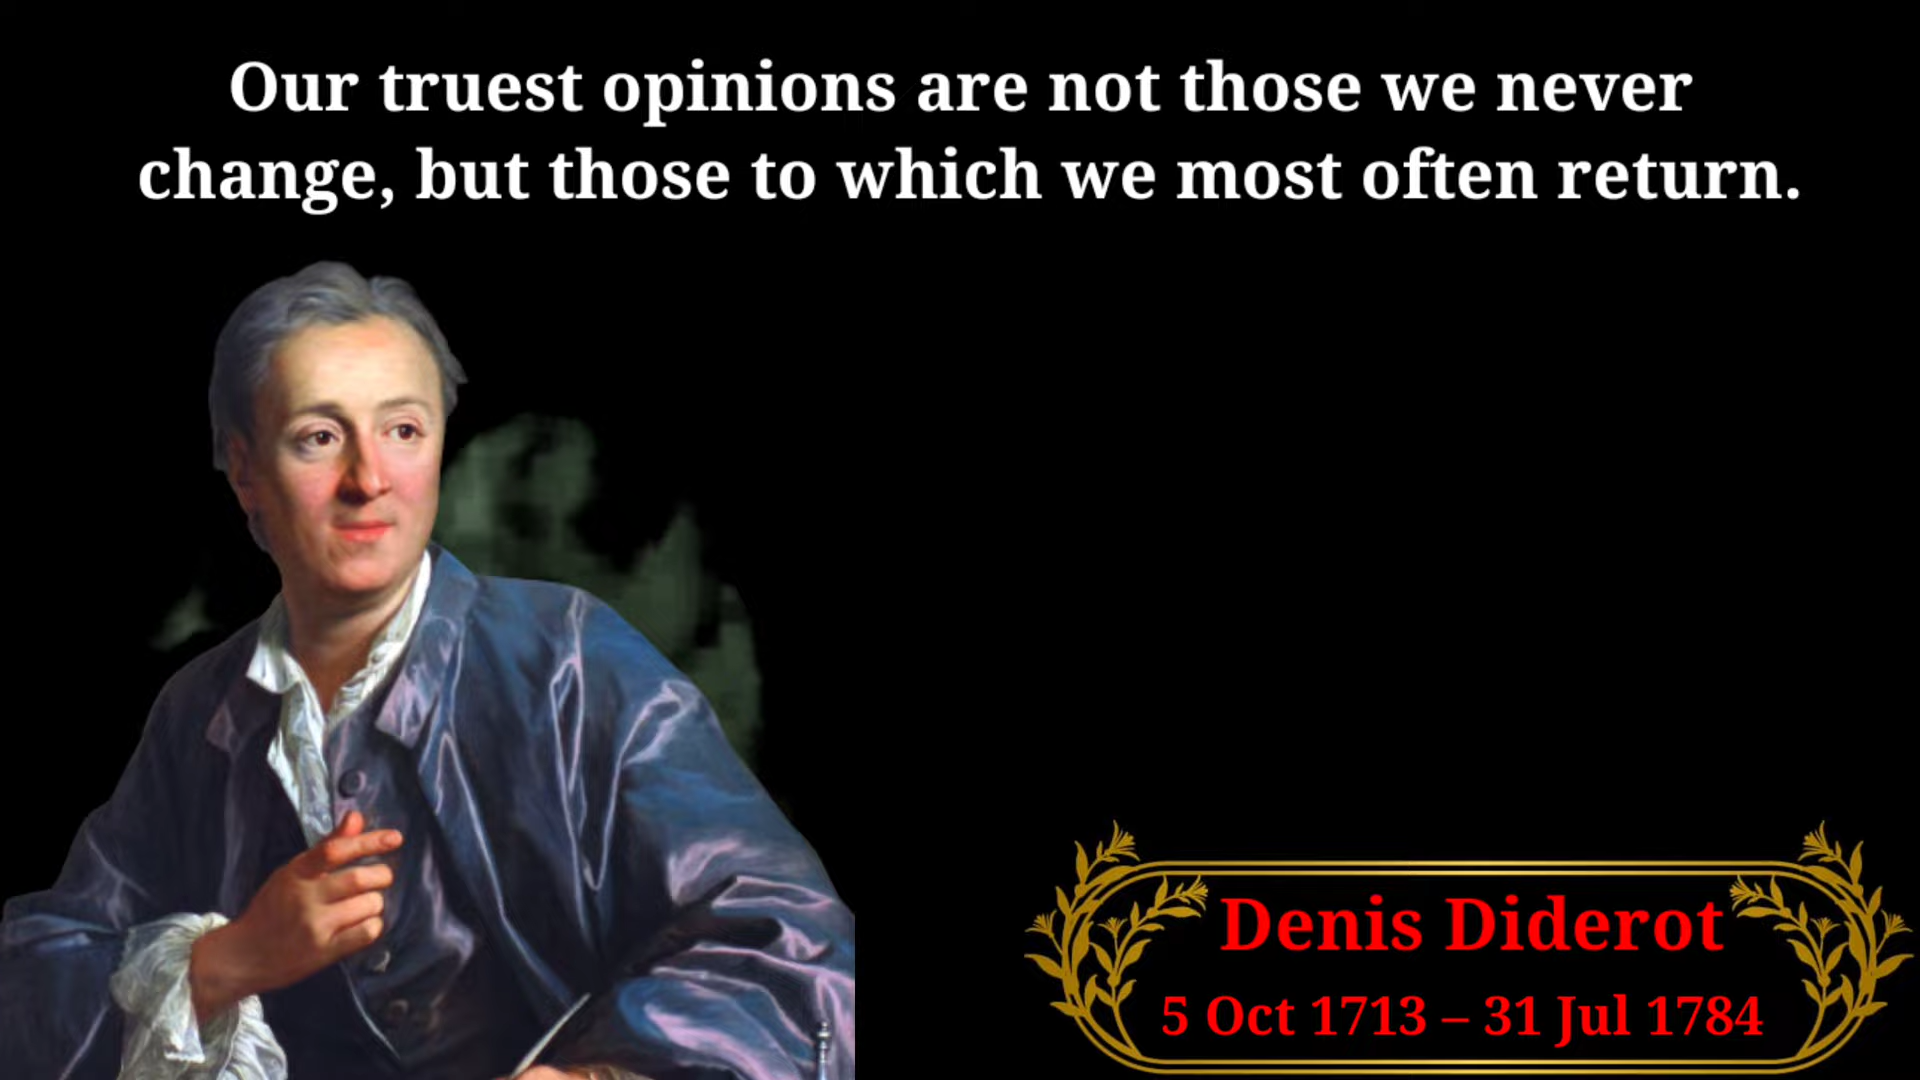 Our truest opinions are not those we never
change, but those to which we most often return.
Denis Diderot
5 Oct 1713 – 31 Jul 1784